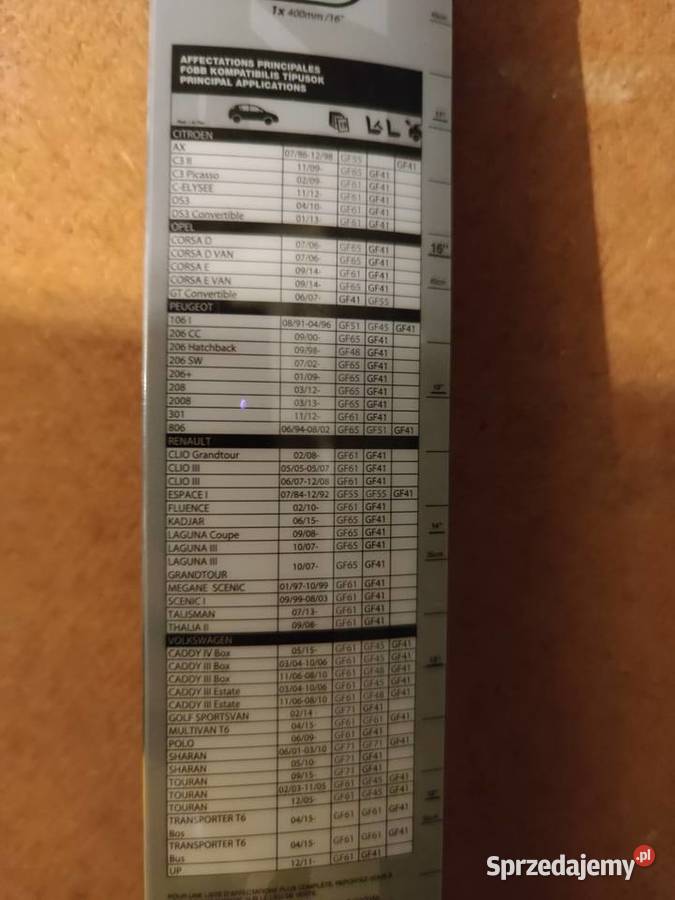 1x 400mm/16"
AFFECTATIONS PRINCIPALES
FÖBB KOMPATIBILIS TÍPUSOK
PRINCIPAL APPLICATIONS
CITROEN
AX 07/86-12/98 GF55 GF41
C3 II 11/09- GF65 GF41
C3 Picasso 02/09- GF61 GF41
C-ELYSEE 11/12- GF61 GF41
DS3 04/10- GF65 GF41
DS3 Convertible 01/13- GF61 GF41
OPEL
CORSA D 07/06- GF65 GF41
CORSA D VAN 07/06- GF65 GF41
CORSA E 09/14- GF61 GF41
CORSA E VAN 09/14- GF65 GF41
GT Convertible 06/07- GF41 GF55
PEUGEOT
106 I 08/91-04/96 GF51 GF45 GF41
206 CC 09/00- GF65 GF41
206 Hatchback 09/98- GF48 GF41
206 SW 07/02- GF65 GF41
206+ 01/09- GF65 GF41
208 03/12- GF65 GF41
2008 03/13- GF65 GF41
301 11/12- GF61 GF41
806 06/94-08/02 GF65 GF51 GF41
RENAULT
CLIO Grandtour 02/08- GF61 GF41
CLIO III 05/05-05/07 GF61 GF41
CLIO III 06/07-12/08 GF61 GF41
ESPACE I 07/84-12/92 GF55 GF55 GF41
FLUENCE 02/10- GF61 GF41
KADJAR 06/15- GF65 GF41
LAGUNA Coupe 09/08- GF65 GF41
LAGUNA III 10/07- GF65 GF41
LAGUNA III
GRANDTOUR 10/07- GF65 GF41
MEGANE SCENIC 01/97-10/99 GF61 GF41
SCENIC I 09/99-08/03 GF61 GF41
TALISMAN 07/13- GF61 GF41
THALIA II 09/08- GF61 GF41
VOLKSWAGEN
CADDY IV Box 05/15- GF61 GF45 GF41
CADDY III Box 03/04-10/06 GF61 GF45 GF41
CADDY III Box 11/06-08/10 GF61 GF48 GF41
CADDY III Estate 03/04-10/06 GF61 GF45 GF41
CADDY III Estate 11/06-08/10 GF61 GF48 GF41
GOLF SPORTSVAN 02/14- GF71 GF41
MULTIVAN T6 04/15- GF61 GF61 GF41
POLO 06/09- GF61 GF41
SHARAN 06/01-03/10 GF71 GF71 GF41
SHARAN 05/10- GF71 GF41
TOURAN 09/15- GF71 GF41
TOURAN 02/03-11/05 GF61 GF45 GF41
TOURAN 12/05- GF61 GF45 GF41
TRANSPORTER T6
Bos 04/15- GF61 GF61 GF41
TRANSPORTER T6
Bus 04/15- GF61 GF61 GF41
UP 12/11- GF61 GF41
16"
14"
Sprzedajemy.pl